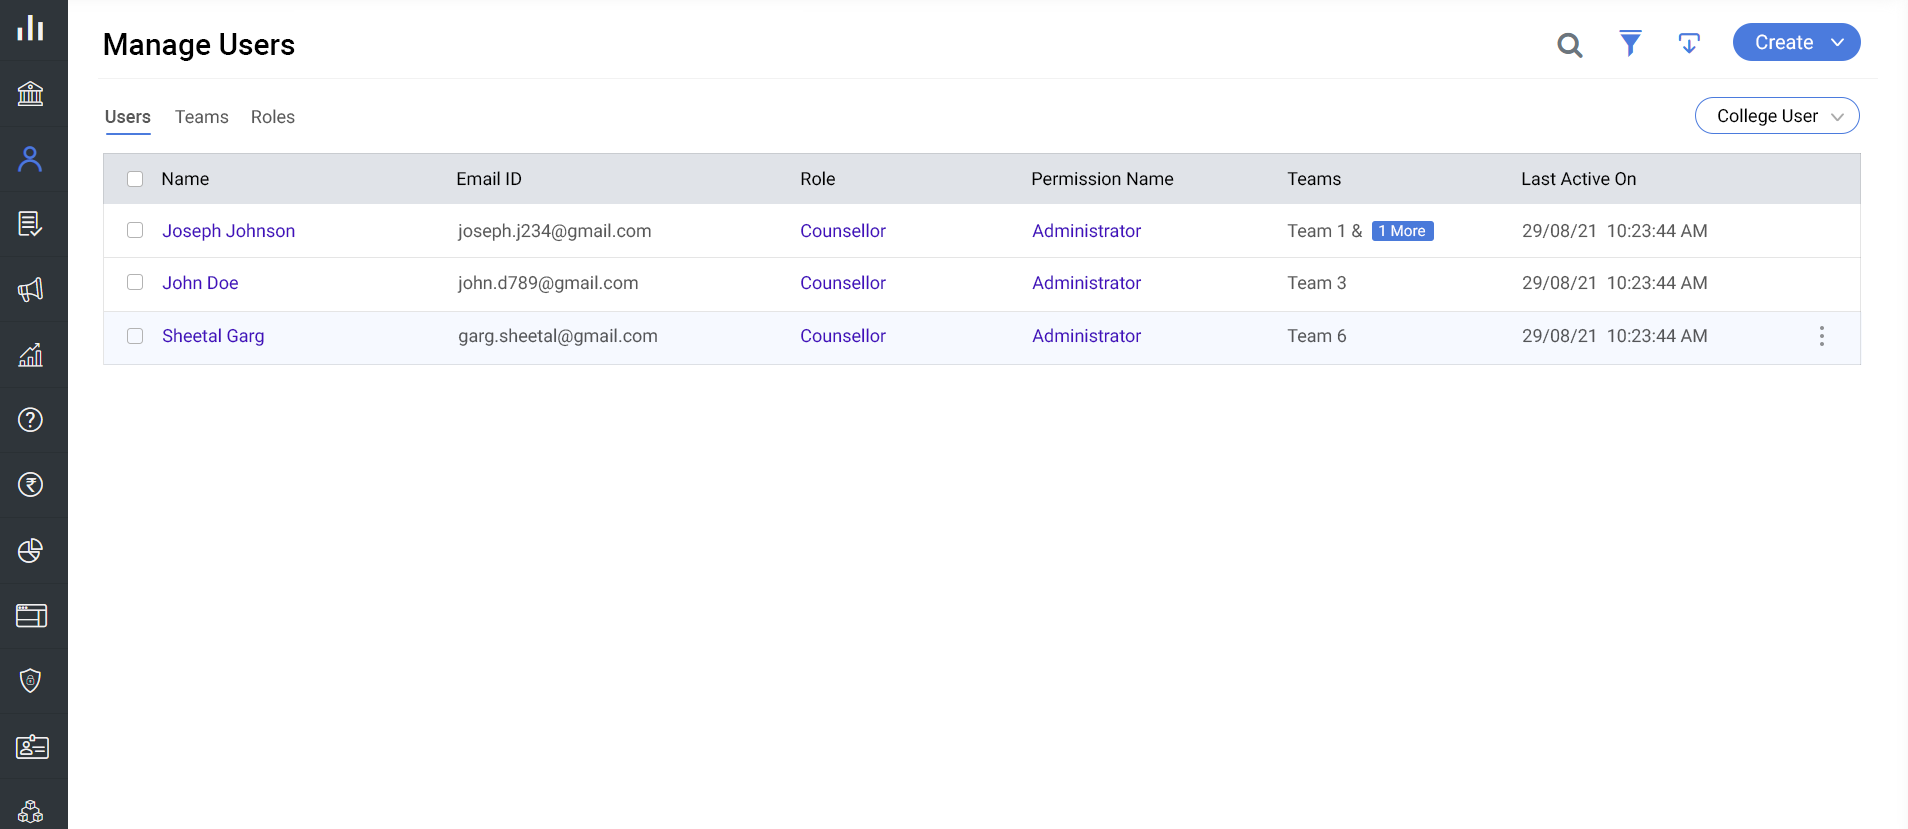 Manage Users
Create
Users Teams Roles
College User
Name Email ID Role Permission Name Teams Last Active On
Joseph Johnson joseph.j234@gmail.com Counsellor Administrator Team 1 & 1 More 29/08/21 10:23:44 AM
John Doe john.d789@gmail.com Counsellor Administrator Team 3 29/08/21 10:23:44 AM
Sheetal Garg garg.sheetal@gmail.com Counsellor Administrator Team 6 29/08/21 10:23:44 AM